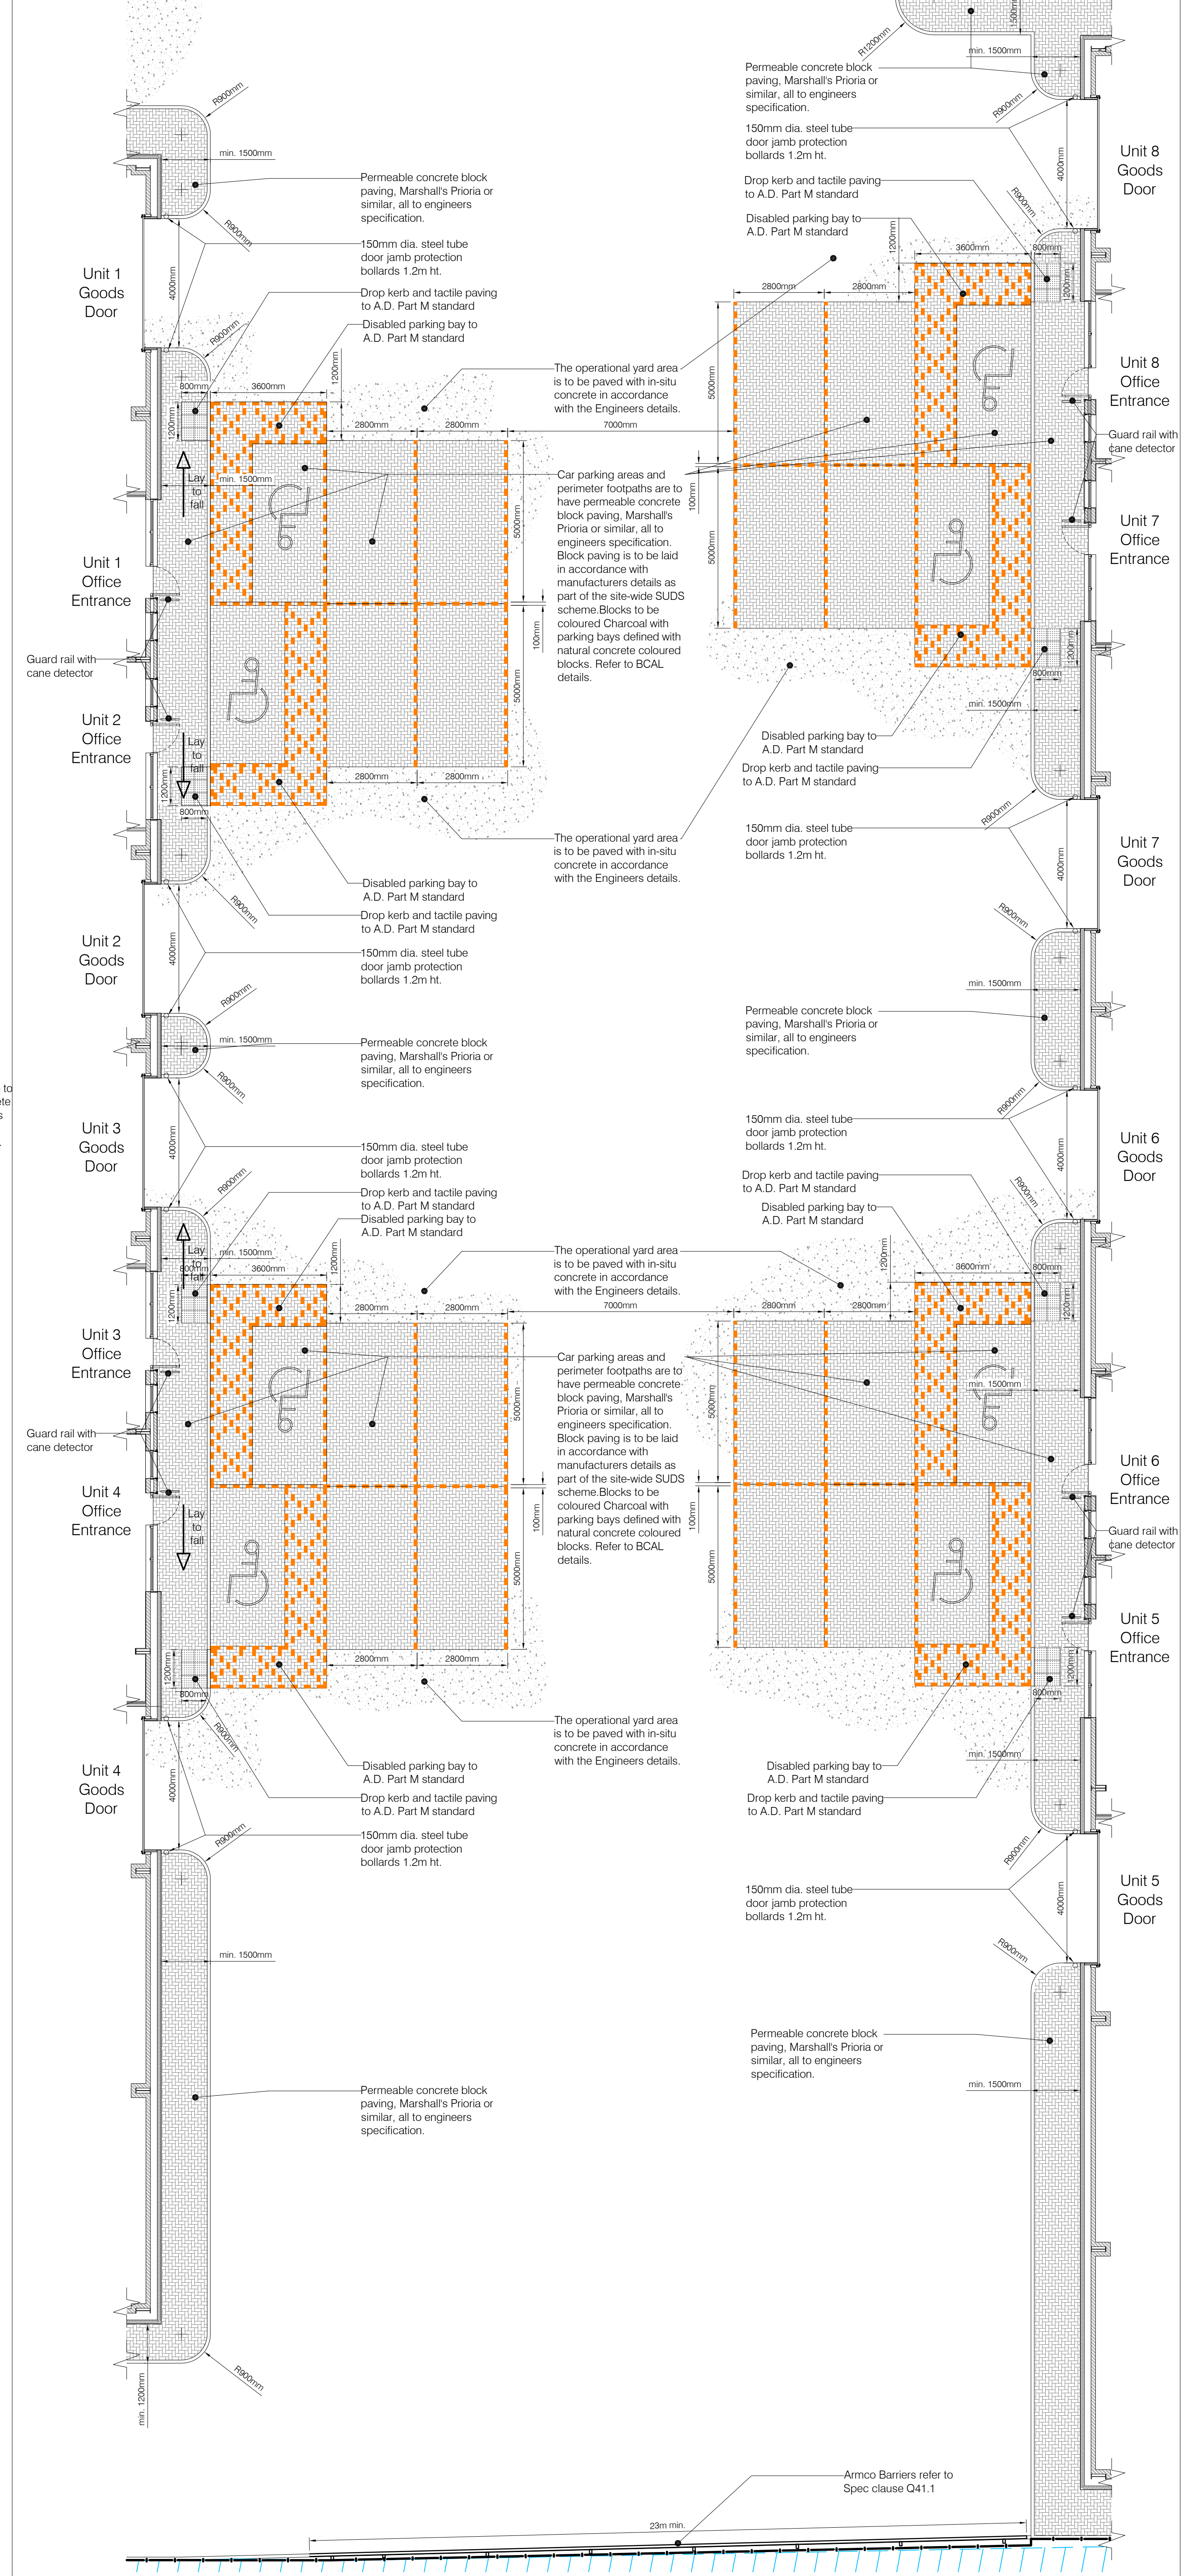 1500mm
R1200mm
min. 1500mm
Permeable concrete block
paving, Marshall's Prioria or
similar, all to engineers
specification.
R900mm
150mm dia. steel tube
door jamb protection
bollards 1.2m ht.
4000mm
Unit 8
Goods
Door
Drop kerb and tactile paving
to A.D. Part M standard
R900mm
Disabled parking bay to
A.D. Part M standard
1200mm
3600mm
800mm
1200mm
2800mm
2800mm
5000mm
Unit 8
Office
Entrance
Guard rail with
cane detector
100mm
5000mm
Unit 7
Office
Entrance
1200mm
800mm
min. 1500mm
Disabled parking bay to
A.D. Part M standard
Drop kerb and tactile paving
to A.D. Part M standard
R900mm
150mm dia. steel tube
door jamb protection
bollards 1.2m ht.
4000mm
Unit 7
Goods
Door
R900mm
min. 1500mm
Permeable concrete block
paving, Marshall's Prioria or
similar, all to engineers
specification.
R900mm
150mm dia. steel tube
door jamb protection
bollards 1.2m ht.
4000mm
Unit 6
Goods
Door
Drop kerb and tactile paving
to A.D. Part M standard
R900mm
Disabled parking bay to
A.D. Part M standard
1200mm
3600mm
800mm
1200mm
2800mm
2800mm
5000mm
min. 1500mm
Unit 6
Office
Entrance
100mm
5000mm
Guard rail with
cane detector
Unit 5
Office
Entrance
1200mm
800mm
min. 1500mm
Disabled parking bay to
A.D. Part M standard
Drop kerb and tactile paving
to A.D. Part M standard
R900mm
150mm dia. steel tube
door jamb protection
bollards 1.2m ht.
4000mm
Unit 5
Goods
Door
R900mm
Permeable concrete block
paving, Marshall's Prioria or
similar, all to engineers
specification.
min. 1500mm
R900mm
min. 1500mm
Permeable concrete block
paving, Marshall's Prioria or
similar, all to engineers
specification.
R900mm
150mm dia. steel tube
door jamb protection
bollards 1.2m ht.
4000mm
Unit 1
Goods
Door
Drop kerb and tactile paving
to A.D. Part M standard
Disabled parking bay to
A.D. Part M standard
R900mm
800mm
3600mm
1200mm
1200mm
2800mm
2800mm
7000mm
The operational yard area
is to be paved with in-situ
concrete in accordance
with the Engineers details.
Lay
to
fall
min. 1500mm
5000mm
Car parking areas and
perimeter footpaths are to
have permeable concrete
block paving, Marshall's
Prioria or similar, all to
engineers specification.
Block paving is to be laid
in accordance with
manufacturers details as
part of the site-wide SUDS
scheme.Blocks to be
coloured Charcoal with
parking bays defined with
natural concrete coloured
blocks. Refer to BCAL
details.
Unit 1
Office
Entrance
100mm
5000mm
Guard rail with
cane detector
Unit 2
Office
Entrance
Lay
to
fall
1200mm
800mm
2800mm
2800mm
The operational yard area
is to be paved with in-situ
concrete in accordance
with the Engineers details.
Disabled parking bay to
A.D. Part M standard
Drop kerb and tactile paving
to A.D. Part M standard
R900mm
Unit 2
Goods
Door
4000mm
150mm dia. steel tube
door jamb protection
bollards 1.2m ht.
R900mm
min. 1500mm
Permeable concrete block
paving, Marshall's Prioria or
similar, all to engineers
specification.
R900mm
to
Unit 3
Goods
Door
4000mm
150mm dia. steel tube
door jamb protection
bollards 1.2m ht.
R900mm
Drop kerb and tactile paving
to A.D. Part M standard
Disabled parking bay to
A.D. Part M standard
Lay
to
fall
min. 1500mm
800mm
3600mm
1200mm
1200mm
2800mm
2800mm
7000mm
The operational yard area
is to be paved with in-situ
concrete in accordance
with the Engineers details.
Unit 3
Office
Entrance
5000mm
Car parking areas and
perimeter footpaths are to
have permeable concrete
block paving, Marshall's
Prioria or similar, all to
engineers specification.
Block paving is to be laid
in accordance with
manufacturers details as
part of the site-wide SUDS
scheme.Blocks to be
coloured Charcoal with
parking bays defined with
natural concrete coloured
blocks. Refer to BCAL
details.
Guard rail with
cane detector
Unit 4
Office
Entrance
Lay
to
fall
100mm
5000mm
1200mm
800mm
2800mm
2800mm
The operational yard area
is to be paved with in-situ
concrete in accordance
with the Engineers details.
R900mm
Disabled parking bay to
A.D. Part M standard
Drop kerb and tactile paving
to A.D. Part M standard
Unit 4
Goods
Door
4000mm
150mm dia. steel tube
door jamb protection
bollards 1.2m ht.
R900mm
min. 1500mm
Permeable concrete block
paving, Marshall's Prioria or
similar, all to engineers
specification.
R900mm
min. 1200mm
Armco Barriers refer to
Spec clause Q41.1
23m min.